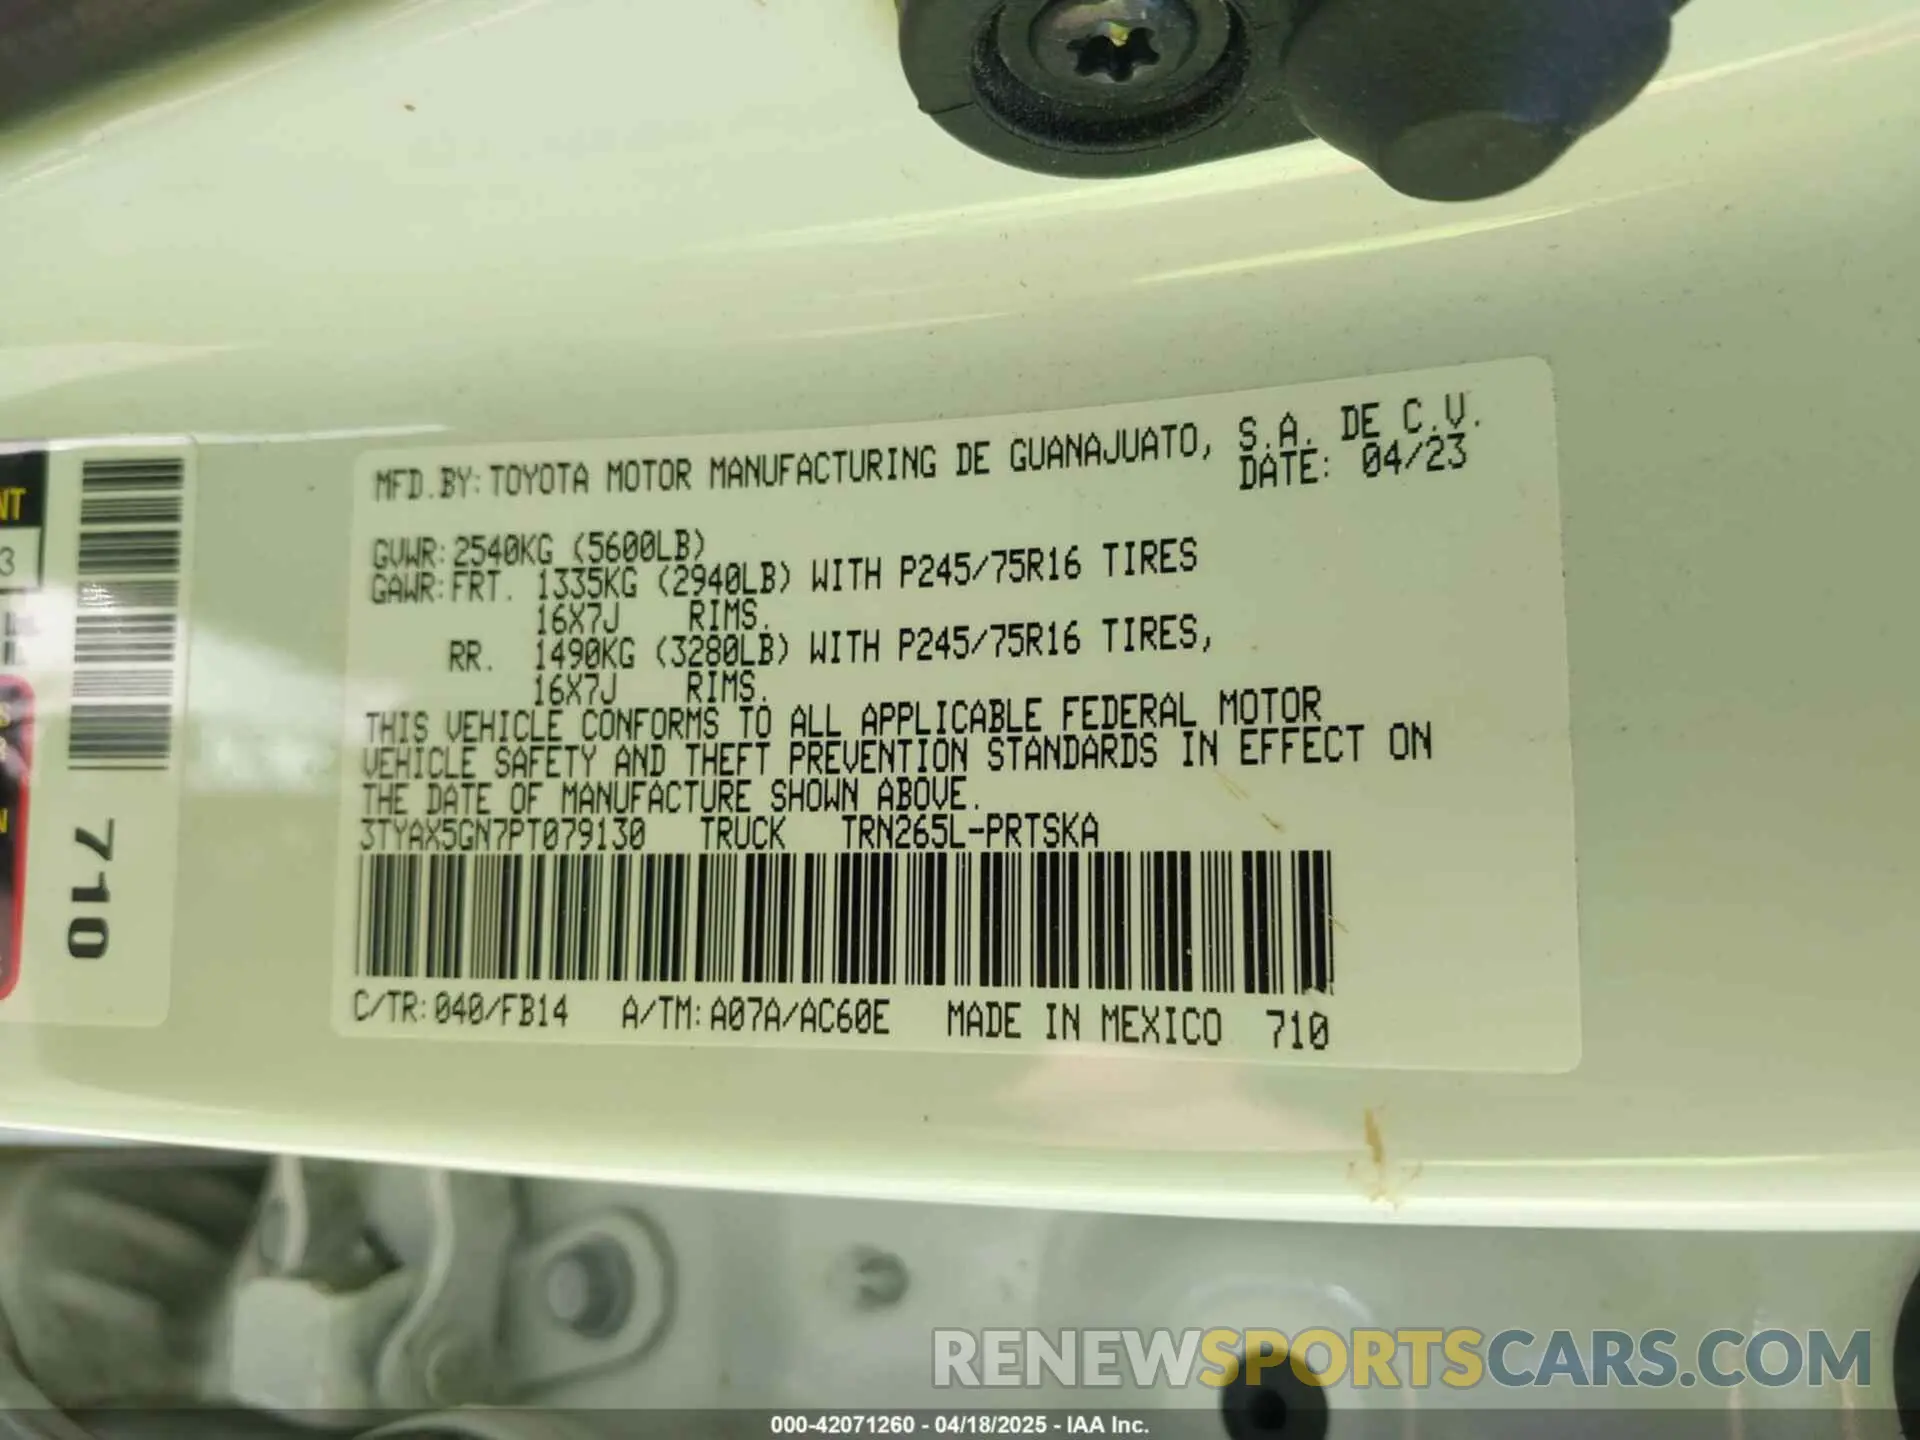 MFD.BY:TOYOTA MOTOR MANUFACTURING DE GUANAJUATO, S.A. DE C.V.
DATE: 04/23
GVWR:2540KG (5600LB)
GAWR:FRT. 1335KG (2940LB) WITH P245/75R16 TIRES
16X7J RIMS.
RR. 1490KG (3280LB) WITH P245/75R16 TIRES,
16X7J RIMS.
THIS VEHICLE CONFORMS TO ALL APPLICABLE FEDERAL MOTOR
VEHICLE SAFETY AND THEFT PREVENTION STANDARDS IN EFFECT ON
THE DATE OF MANUFACTURE SHOWN ABOVE.
3TYAX5GN7PT079130 TRUCK TRN265L-PRTSKA
C/TR:040/FB14 A/TM:A07A/AC60E MADE IN MEXICO 710
NT
3
710
RENEWSPORTSCARS.COM
000-42071260 - 04/18/2025 - IAA Inc.